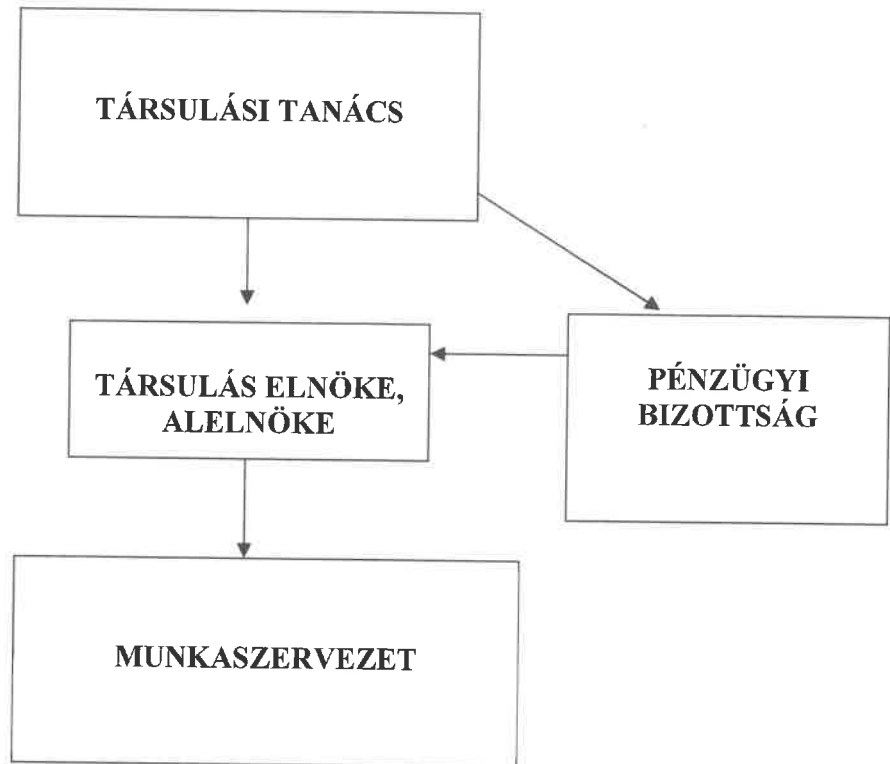 TÁRSULÁSI TANÁCS
TÁRSULÁS ELNÖKE,
ALELNÖKE
PÉNZÜGYI
BIZOTTSÁG
MUNKASZERVEZET